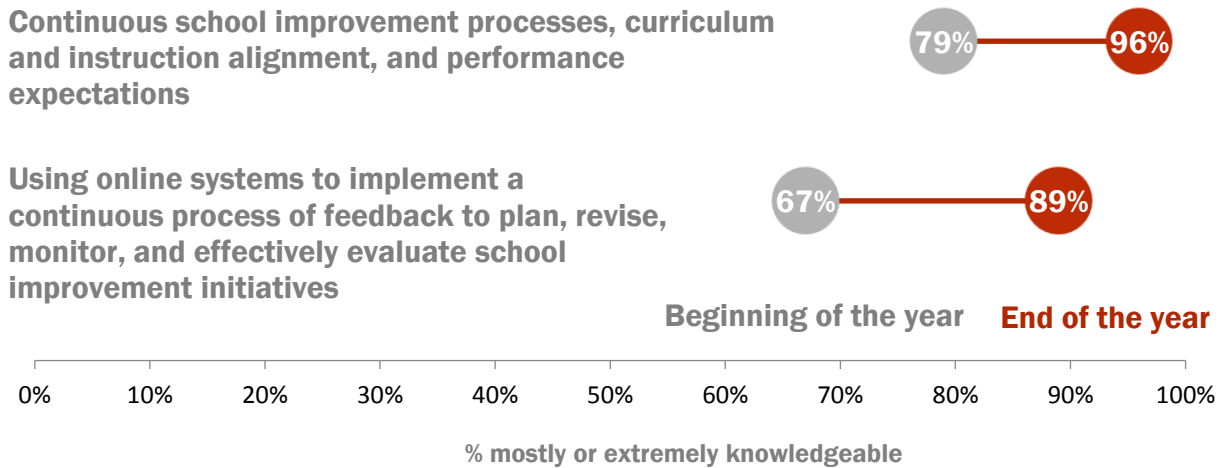 Continuous school improvement processes, curriculum
and instruction alignment, and performance
expectations
79% 96%
Using online systems to implement a
continuous process of feedback to plan, revise,
monitor, and effectively evaluate school
improvement initiatives
67% 89%
Beginning of the year End of the year
0% 10% 20% 30% 40% 50% 60% 70% 80% 90% 100%
% mostly or extremely knowledgeable